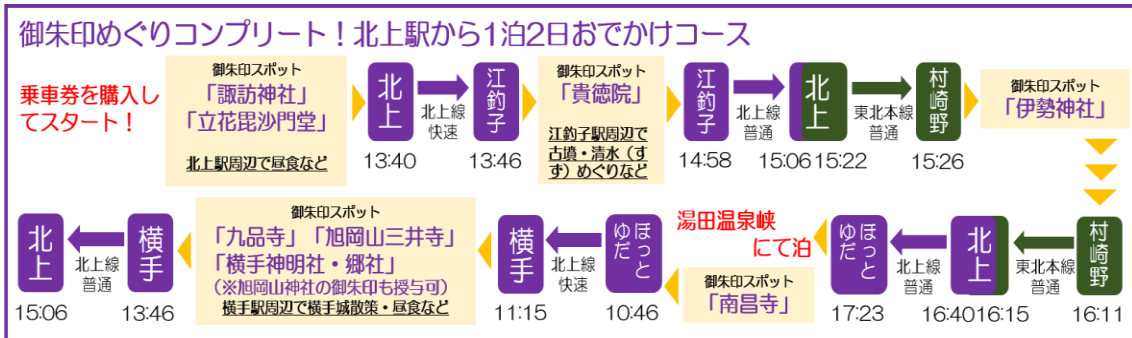 御朱印めぐりコンプリート！北上駅から1泊2日おでかけコース
乗車券を購入し
てスタート！
御朱印スポット
「諏訪神社」
「立花毘沙門堂」
北上駅周辺で昼食など
北上
13:40
北上線
快速
江釣子
13:46
御朱印スポット
「貴徳院」
江釣子駅周辺で
古墳・清水（す
ず）めぐりなど
江釣子
14:58
北上線
普通
北上
15:06 15:22
東北本線
普通
村崎野
15:26
御朱印スポット
「伊勢神社」
村崎野
16:11
東北本線
普通
北上
16:40 16:15
北上線
普通
ほっと
ゆだ
17:23
湯田温泉峡
にて泊
御朱印スポット
「南昌寺」
ほっと
ゆだ
10:46
北上線
快速
横手
11:15
御朱印スポット
「九品寺」「旭岡山三井寺」
「横手神明社・郷社」
（※旭岡山神社の御朱印も授与可）
横手駅周辺で横手城散策・昼食など
横手
13:46
北上線
普通
北上
15:06